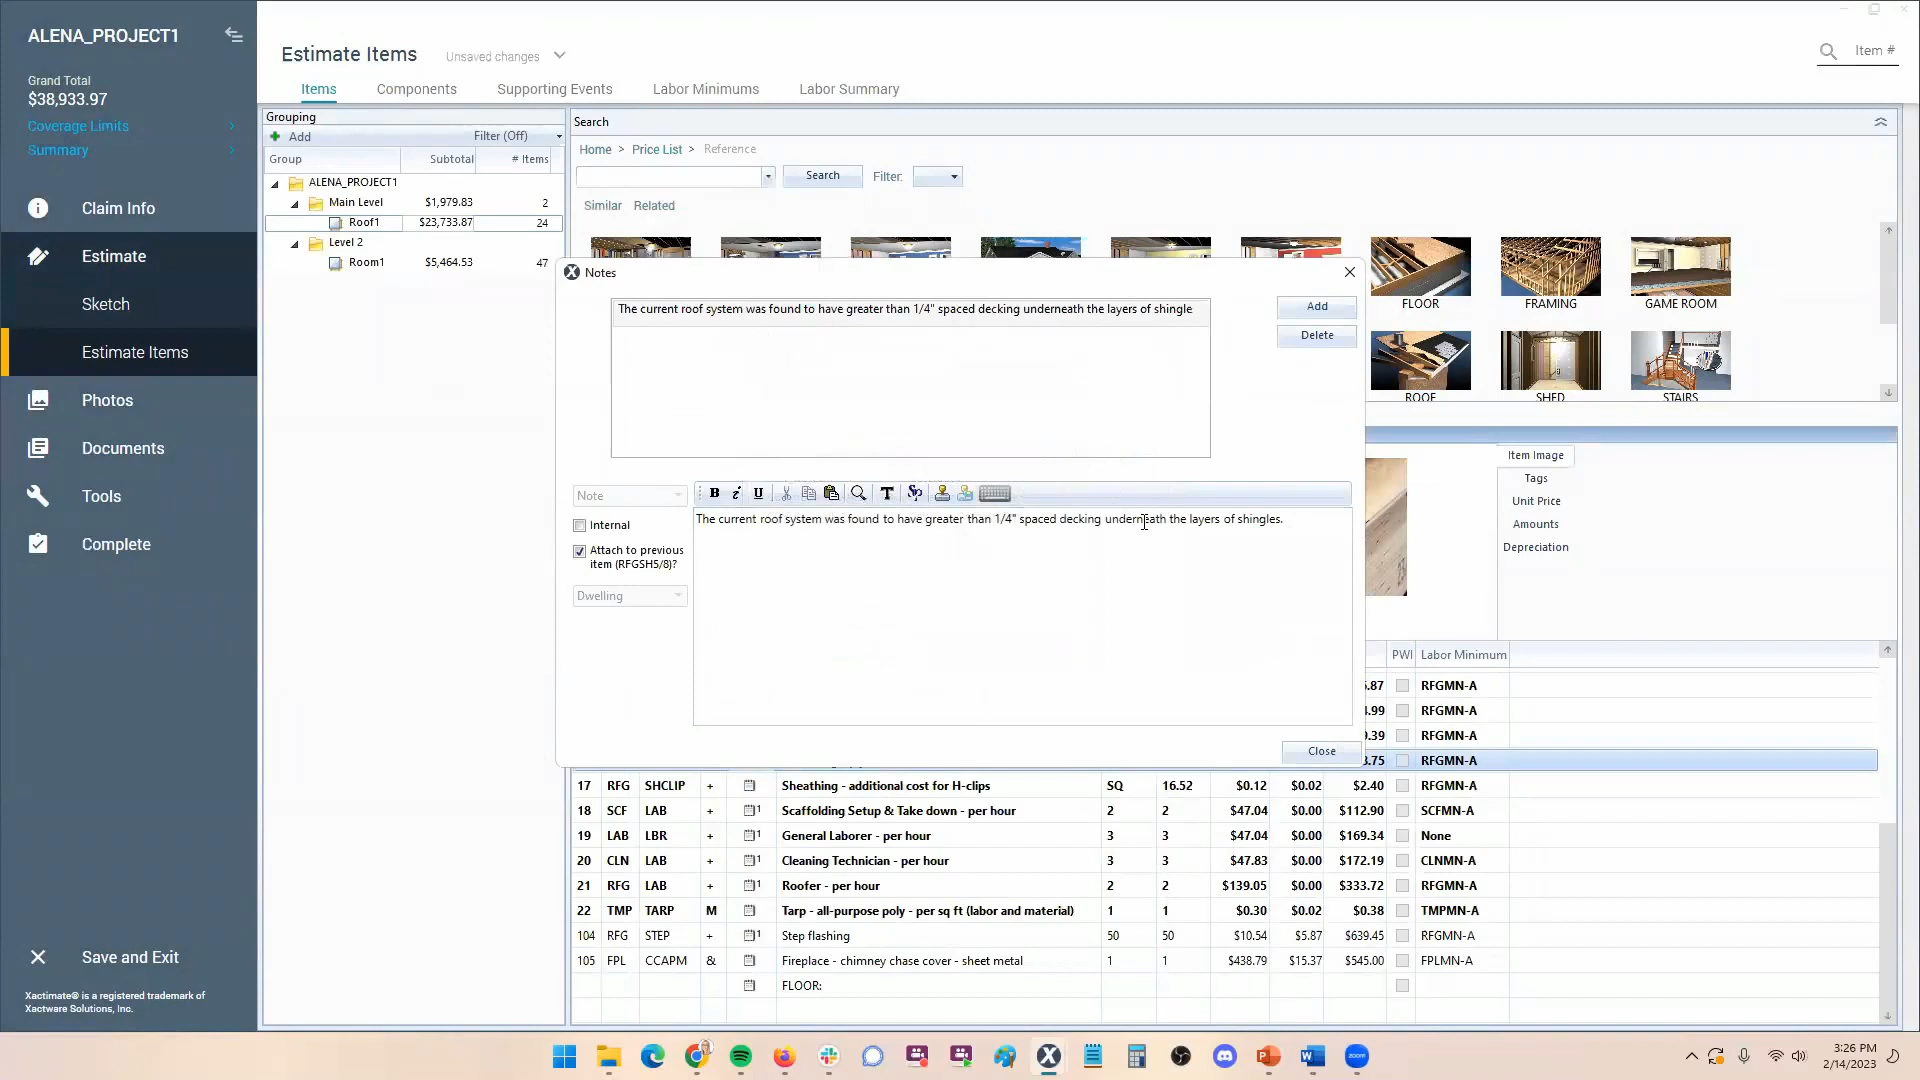 ALENA_PROJECT1
Grand Total
$38,933.97
Coverage Limits
Summary
Claim Info
Estimate
Sketch
Estimate Items
Photos
Documents
Tools
Complete
Save and Exit
Xactimate® is a registered trademark of
Xactware Solutions, Inc.
Estimate Items Unsaved changes
Item #
Items Components Supporting Events Labor Minimums Labor Summary
Grouping
Add Filter (Off)
Group Subtotal # Items
ALENA_PROJECT1
Main Level $1,979.83 2
Roof1 $23,733.87 24
Level 2
Room1 $5,464.53 47
Search
Home > Price List > Reference
Search Filter:
Similar Related
FLOOR FRAMING GAME ROOM
ROOF SHED STAIRS
Notes
The current roof system was found to have greater than 1/4" spaced decking underneath the layers of shingle
Add
Delete
Note
B i U
Internal
Attach to previous
item (RFGSH5/8)?
Dwelling
The current roof system was found to have greater than 1/4" spaced decking underneath the layers of shingles.
Close
Item Image
Tags
Unit Price
Amounts
Depreciation
PWI Labor Minimum
.87 RFGMN-A
.99 RFGMN-A
.39 RFGMN-A
.75 RFGMN-A
17 RFG SHCLIP + Sheathing - additional cost for H-clips SQ 16.52 $0.12 $0.02 $2.40 RFGMN-A
18 SCF LAB + 1 Scaffolding Setup & Take down - per hour 2 2 $47.04 $0.00 $112.90 SCFMN-A
19 LAB LBR + 1 General Laborer - per hour 3 3 $47.04 $0.00 $169.34 None
20 CLN LAB + 1 Cleaning Technician - per hour 3 3 $47.83 $0.00 $172.19 CLNMN-A
21 RFG LAB + 1 Roofer - per hour 2 2 $139.05 $0.00 $333.72 RFGMN-A
22 TMP TARP M Tarp - all-purpose poly - per sq ft (labor and material) 1 1 $0.30 $0.02 $0.38 TMPMN-A
104 RFG STEP + 1 Step flashing 50 50 $10.54 $5.87 $639.45 RFGMN-A
105 FPL CCAPM & Fireplace - chimney chase cover - sheet metal 1 1 $438.79 $15.37 $545.00 FPLMN-A
FLOOR:
3:26 PM
2/14/2023